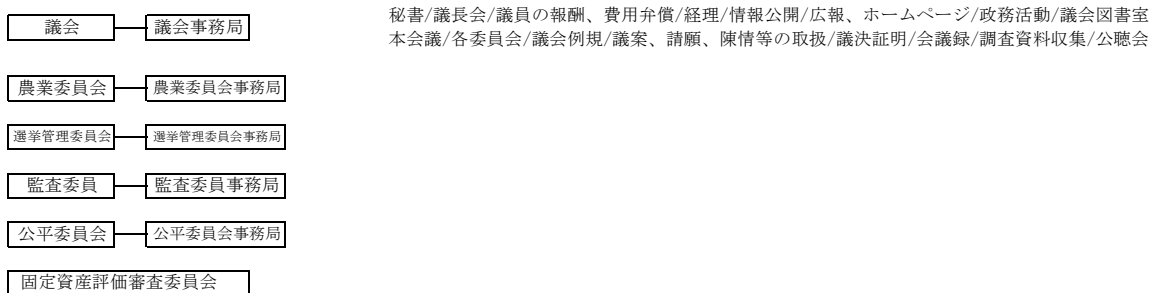 秘書/議長会/議員の報酬、費用弁償/経理/情報公開/広報、ホームページ/政務活動/議会図書室
議会 議会事務局
本会議/各委員会/議会例規/議案、請願、陳情等の取扱/議決証明/会議録/調査資料収集/公聴会
農業委員会 農業委員会事務局
選挙管理委員会 選挙管理委員会事務局
監査委員 監査委員事務局
公平委員会 公平委員会事務局
固定資産評価審査委員会